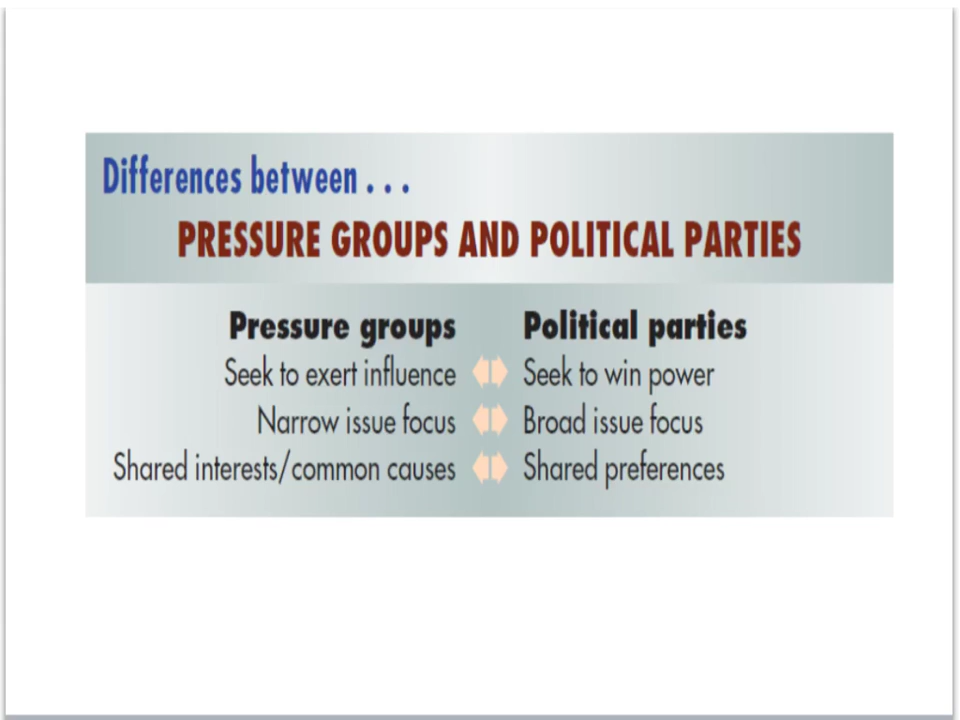 Differences between . . .
PRESSURE GROUPS AND POLITICAL PARTIES
Pressure groups Political parties
Seek to exert influence Seek to win power
Narrow issue focus Broad issue focus
Shared interests/common causes Shared preferences